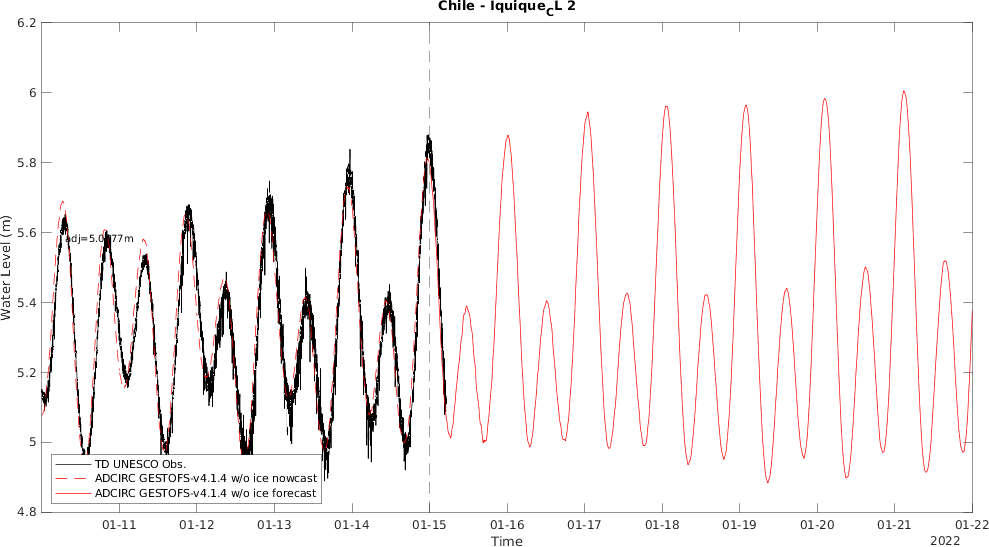 Chile - Iquique_CL 2
6.2
6
5.8
5.6
5.4
5.2
5
4.8
Water Level (m)
TD UNESCO Obs.
ADCIRC GESTOFS-v4.1.4 w/o ice nowcast
ADCIRC GESTOFS-v4.1.4 w/o ice forecast
01-11 01-12 01-13 01-14 01-15 01-16 01-17 01-18 01-19 01-20 01-21 01-22
Time
2022